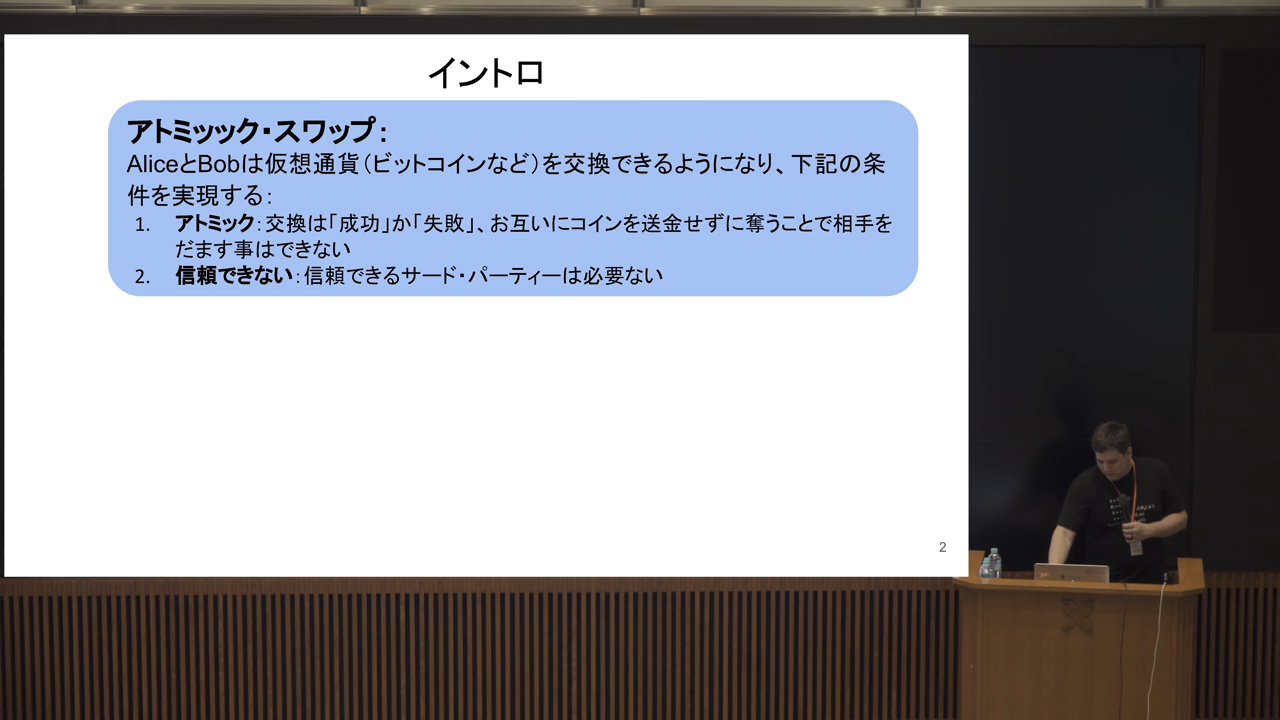 イントロ
アトミッック・スワップ：
AliceとBobは仮想通貨（ビットコインなど）を交換できるようになり、下記の条
件を実現する：
1. アトミック：交換は「成功」か「失敗」、お互いにコインを送金せずに奪うことで相手を
だます事はできない
2. 信頼できない：信頼できるサード・パーティーは必要ない
2